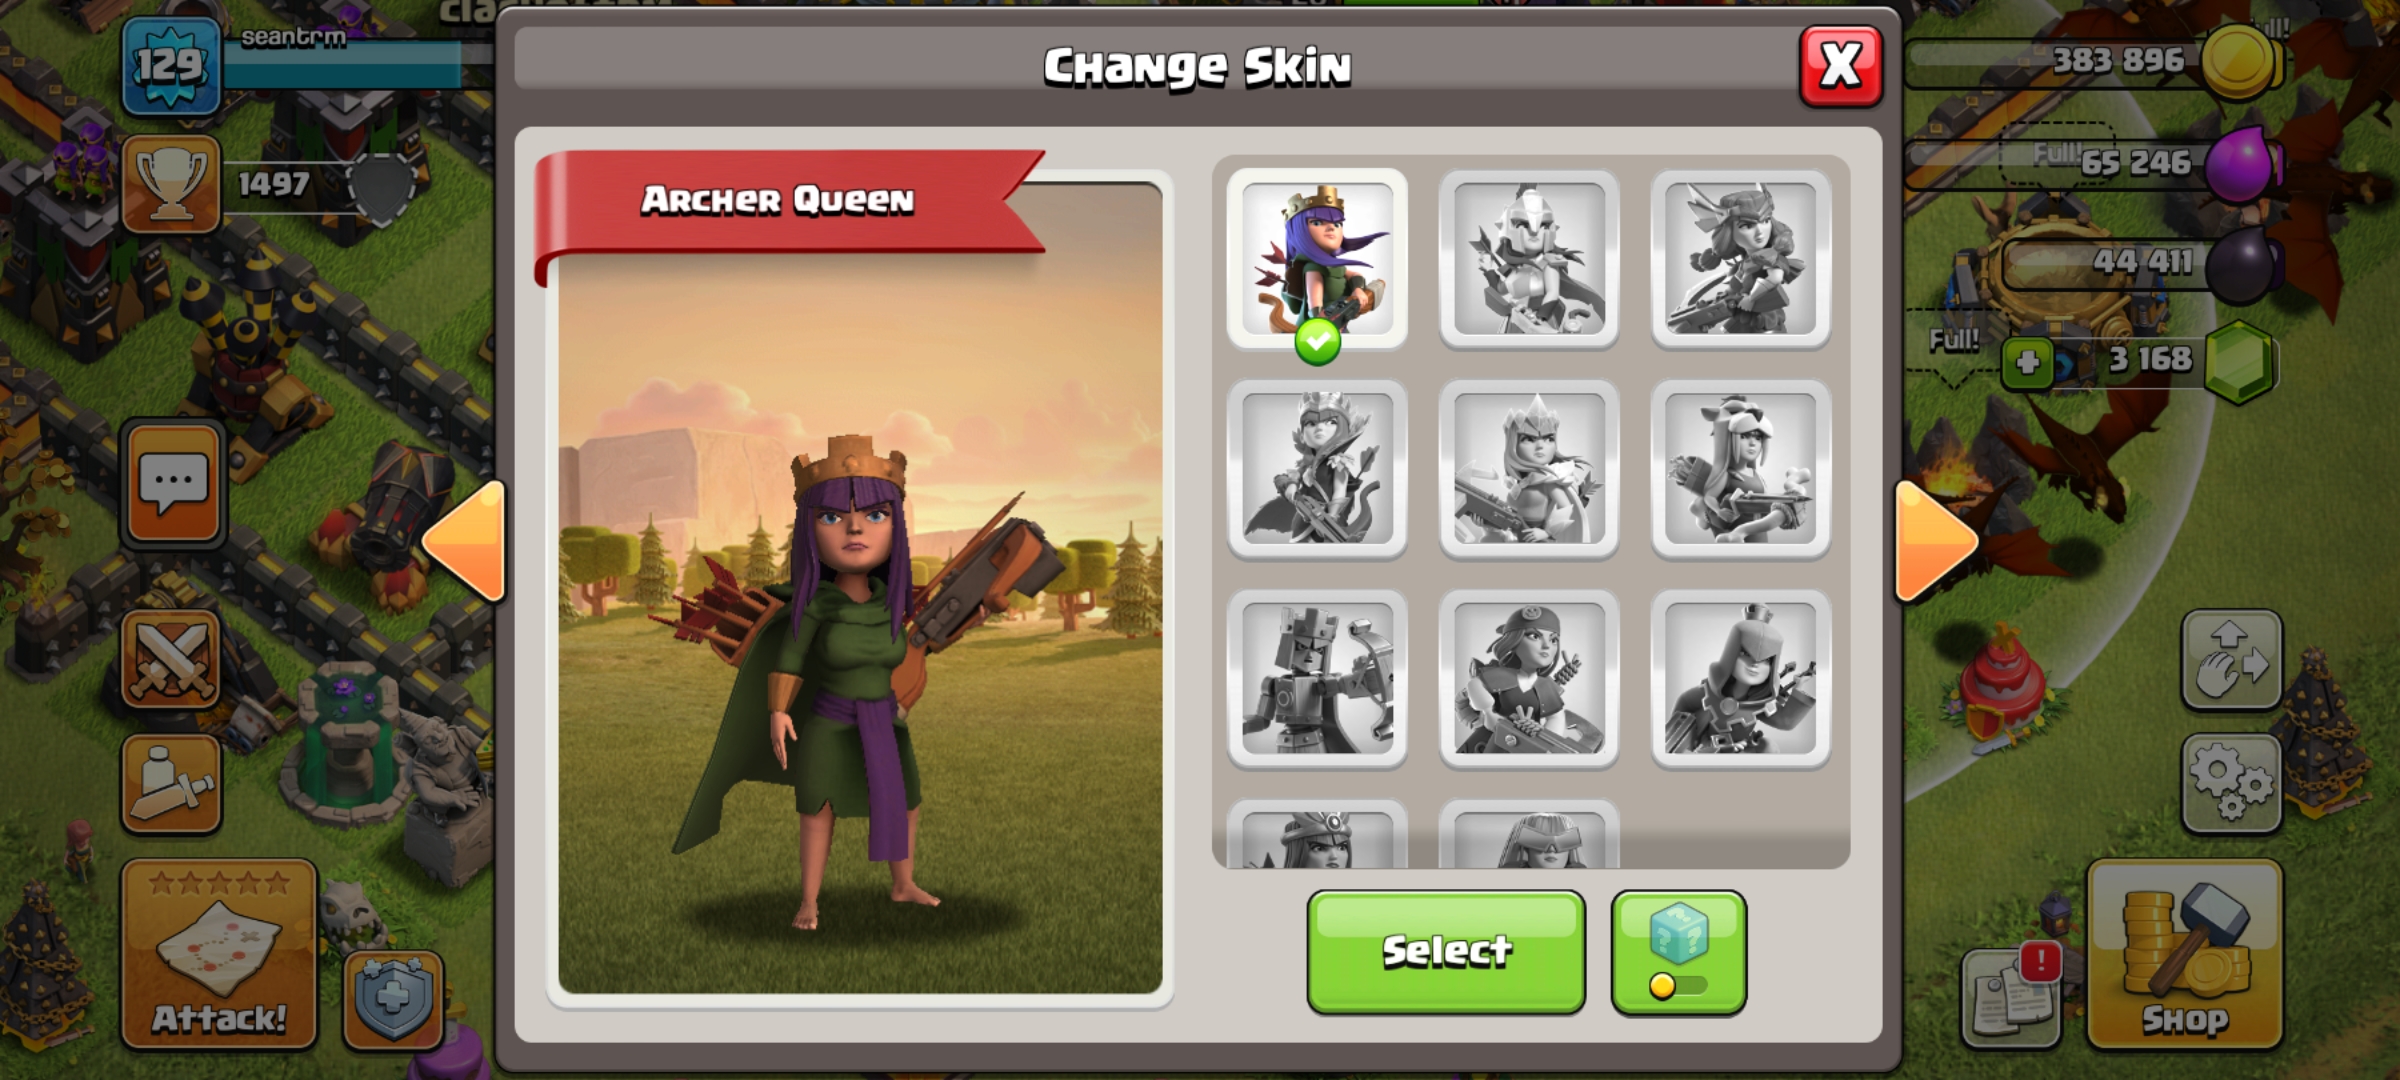 Change Skin
X
129
seantrm
1497
Archer Queen
383 896
Full!
65 246
44 411
Full!
3 168
Select
Attack!
!
Shop